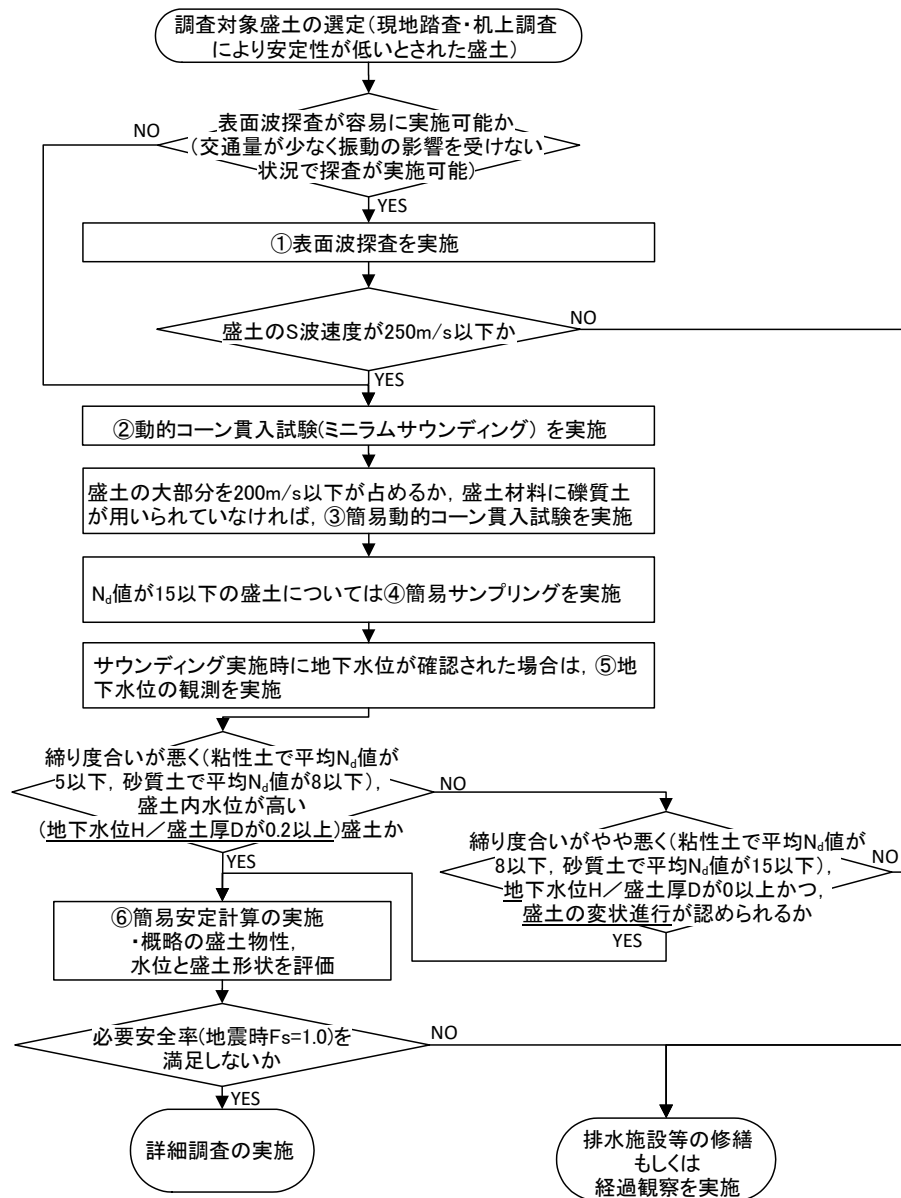 調査対象盛土の選定(現地踏査・机上調査
により安定性が低いとされた盛土)
NO
表面波探査が容易に実施可能か
(交通量が少なく振動の影響を受けない
状況で探査が実施可能)
YES
①表面波探査を実施
盛土のS波速度が250m/s以下か
NO
YES
②動的コーン貫入試験(ミニラムサウンディング) を実施
盛土の大部分を200m/s以下が占めるか, 盛土材料に礫質土
が用いられていなければ, ③簡易動的コーン貫入試験を実施
Nd値が15以下の盛土については④簡易サンプリングを実施
サウンディング実施時に地下水位が確認された場合は, ⑤地
下水位の観測を実施
締り度合いが悪く(粘性土で平均Nd値が
5以下, 砂質土で平均Nd値が8以下),
盛土内水位が高い
(地下水位H/盛土厚Dが0.2以上)盛土か
NO
YES
締り度合いがやや悪く(粘性土で平均Nd値が
8以下, 砂質土で平均Nd値が15以下),
地下水位H/盛土厚Dが0以上かつ,
盛土の変状進行が認められるか
NO
YES
⑥簡易安定計算の実施
・概略の盛土物性,
水位と盛土形状を評価
必要安全率(地震時Fs=1.0)を
満足しないか
NO
YES
詳細調査の実施
排水施設等の修繕
もしくは
経過観察を実施